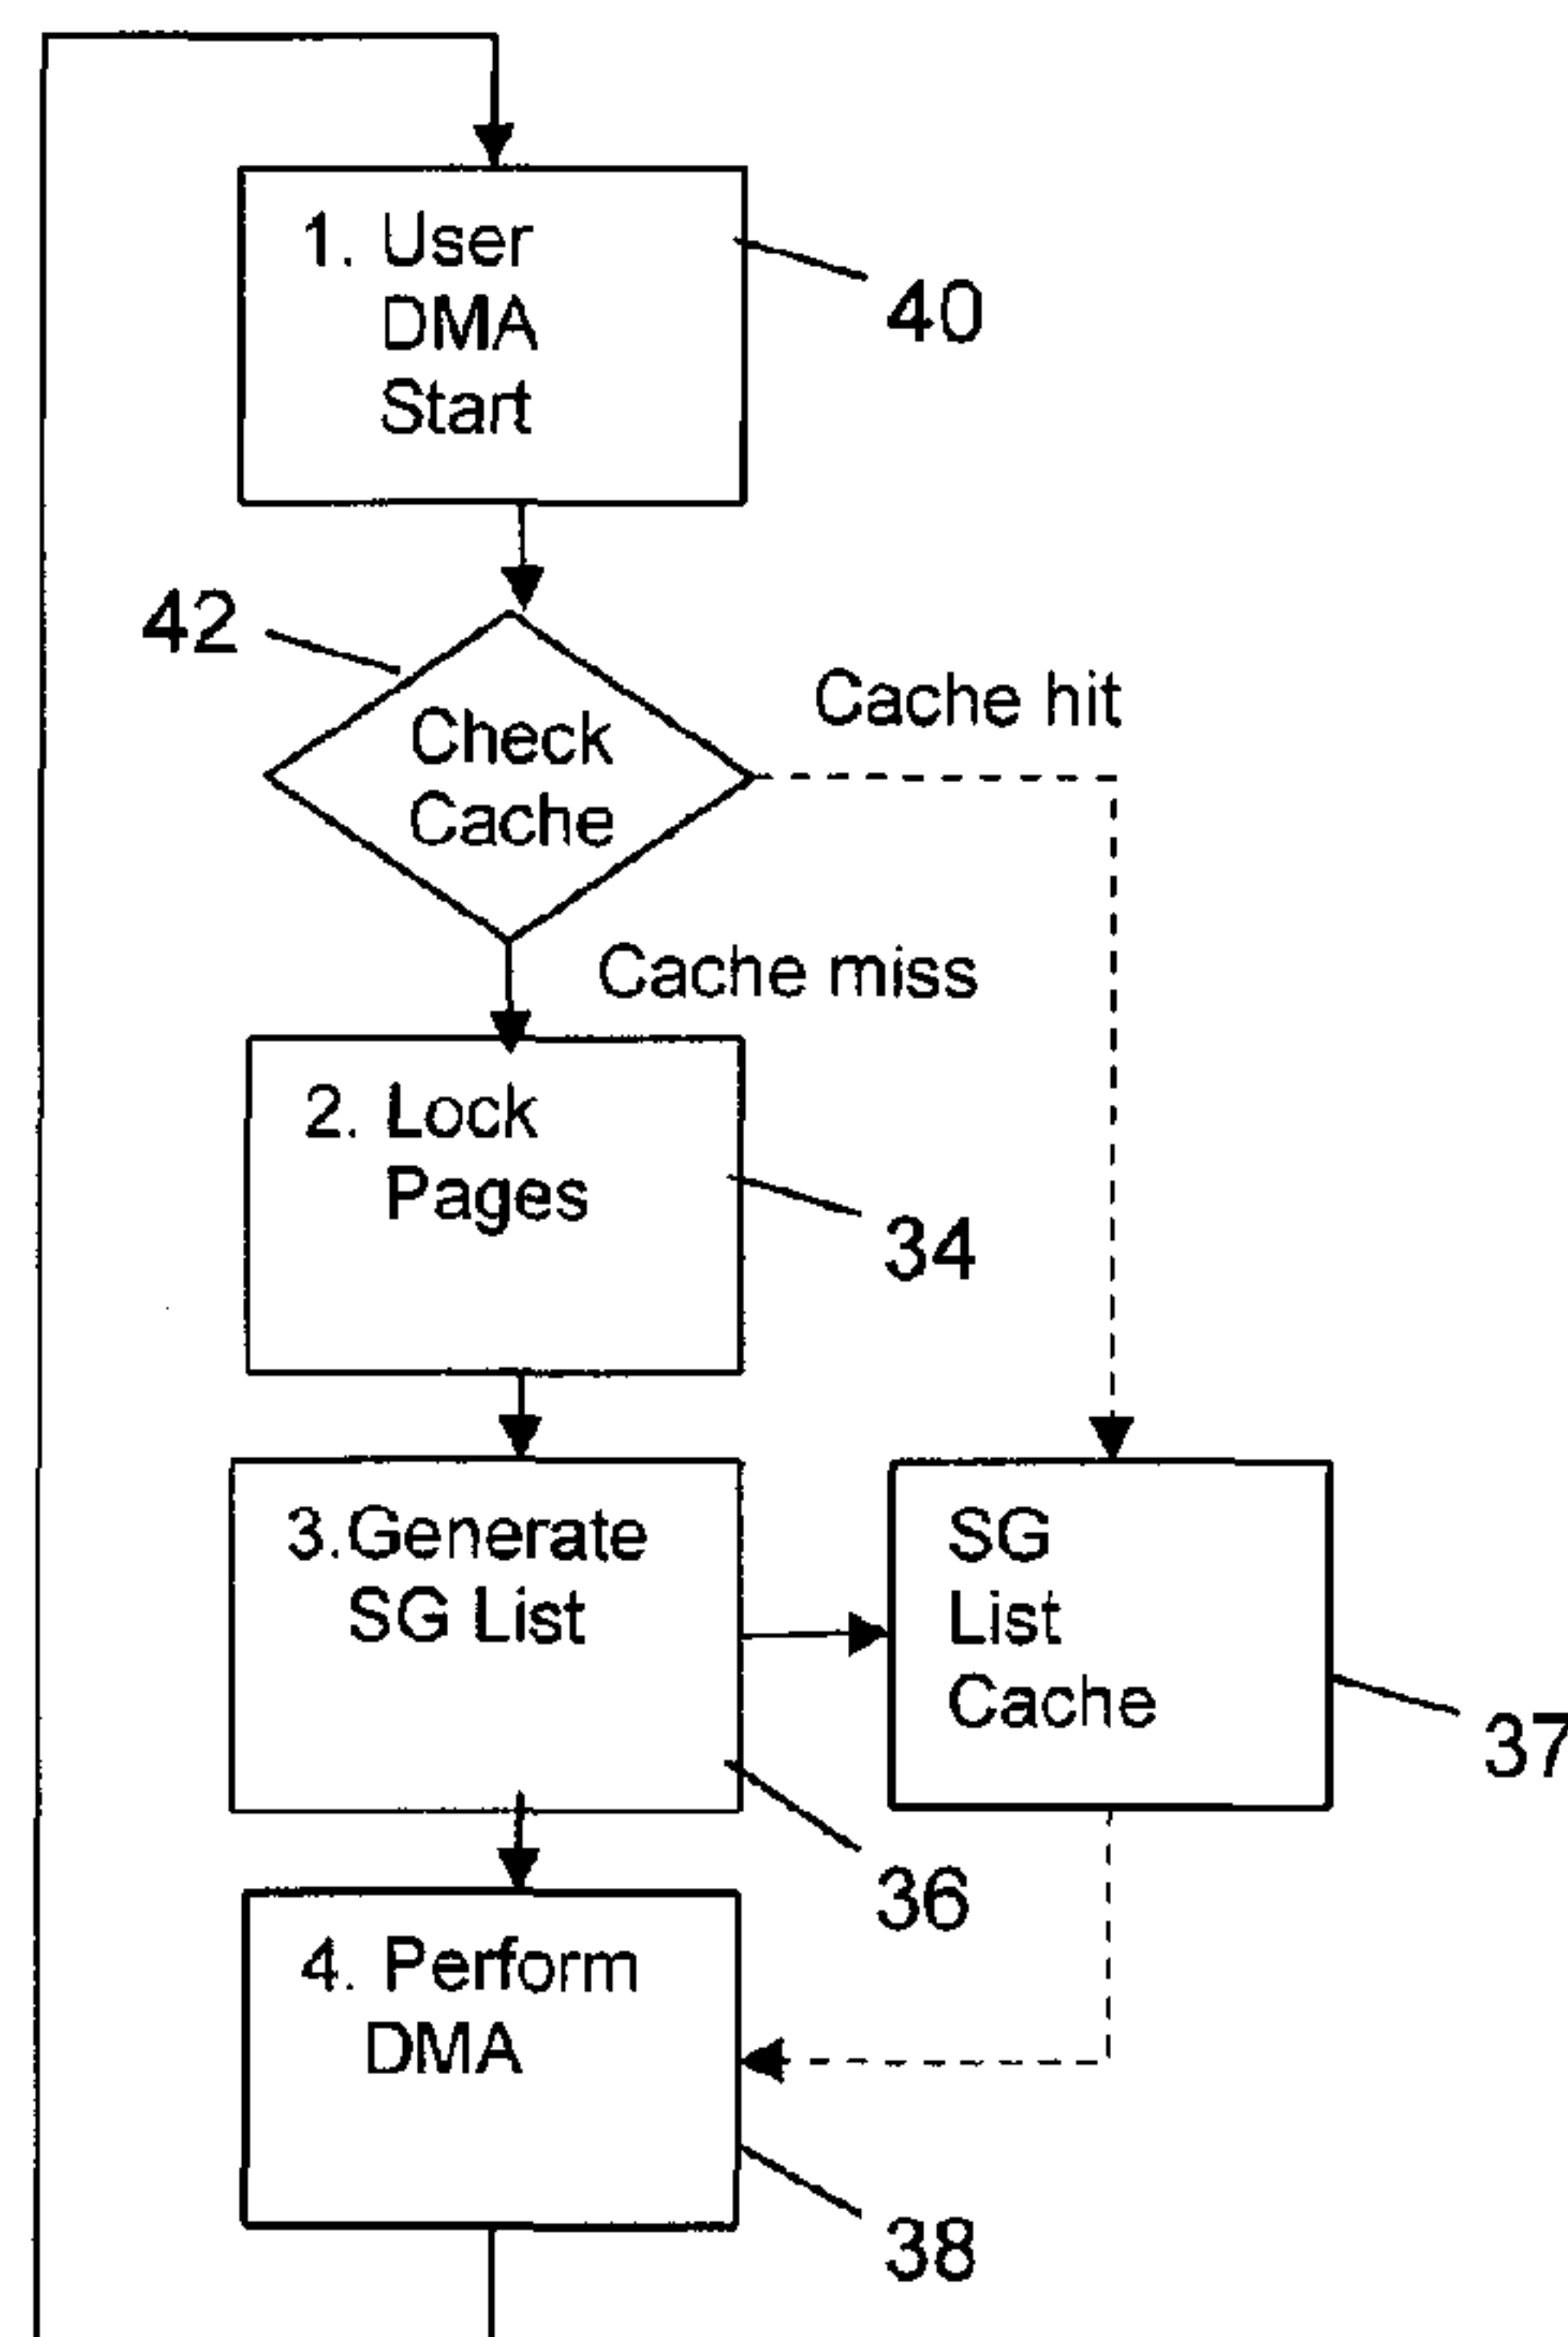 1. User
DMA
Start
40
42
Check
Cache
Cache hit
Cache miss
2. Lock
Pages
34
3.Generate
SG List
36
SG
List
Cache
37
4. Perform
DMA
38